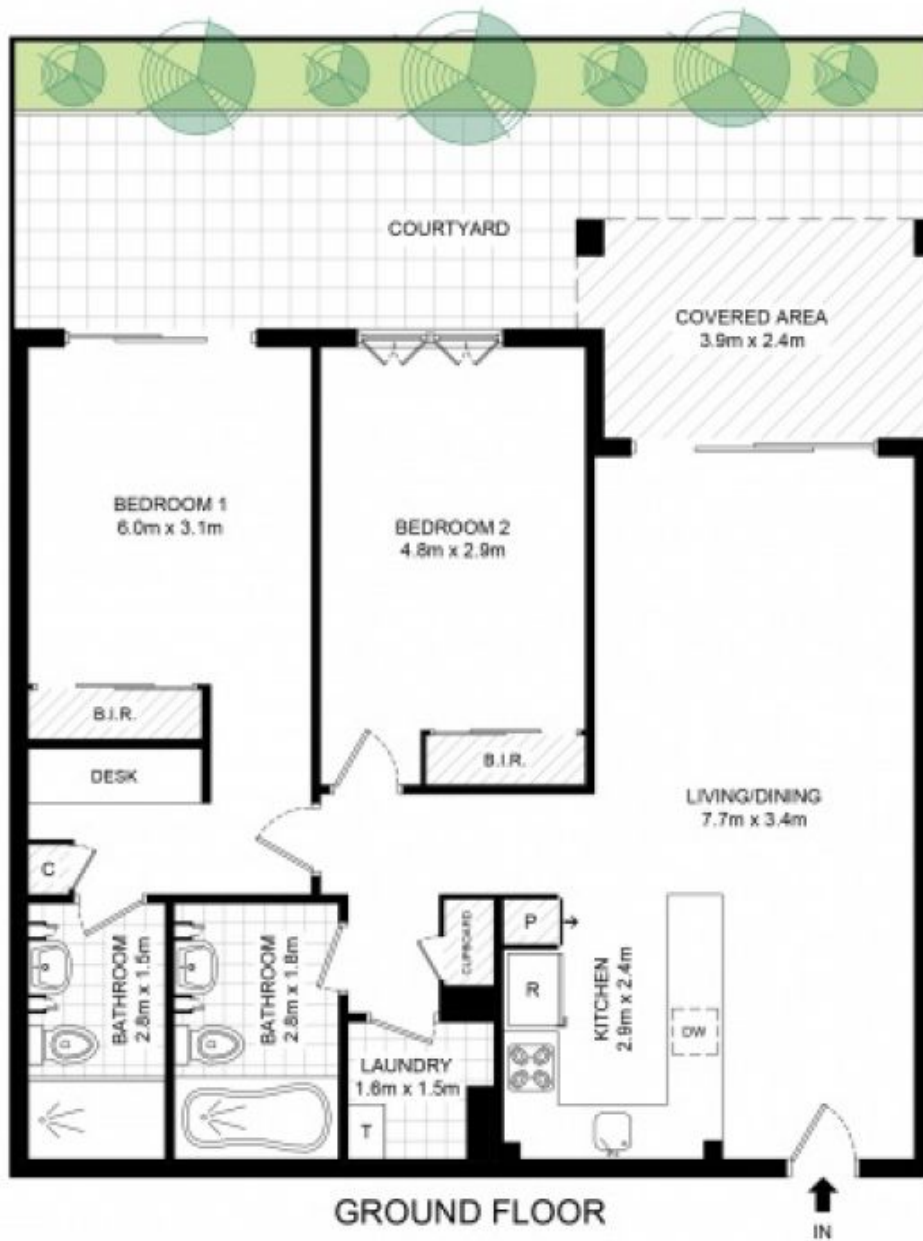 COURTYARD
COVERED AREA
3.9m x 2.4m
BEDROOM 1
6.0m x 3.1m
BEDROOM 2
4.8m x 2.9m
B.I.R.
B.I.R.
DESK
LIVING/DINING
7.7m x 3.4m
C
BATHROOM
2.8m x 1.5m
BATHROOM
2.8m x 1.8m
CUPBOARD
P
R
KITCHEN
2.9m x 2.4m
DW
LAUNDRY
1.6m x 1.5m
T
GROUND FLOOR
IN